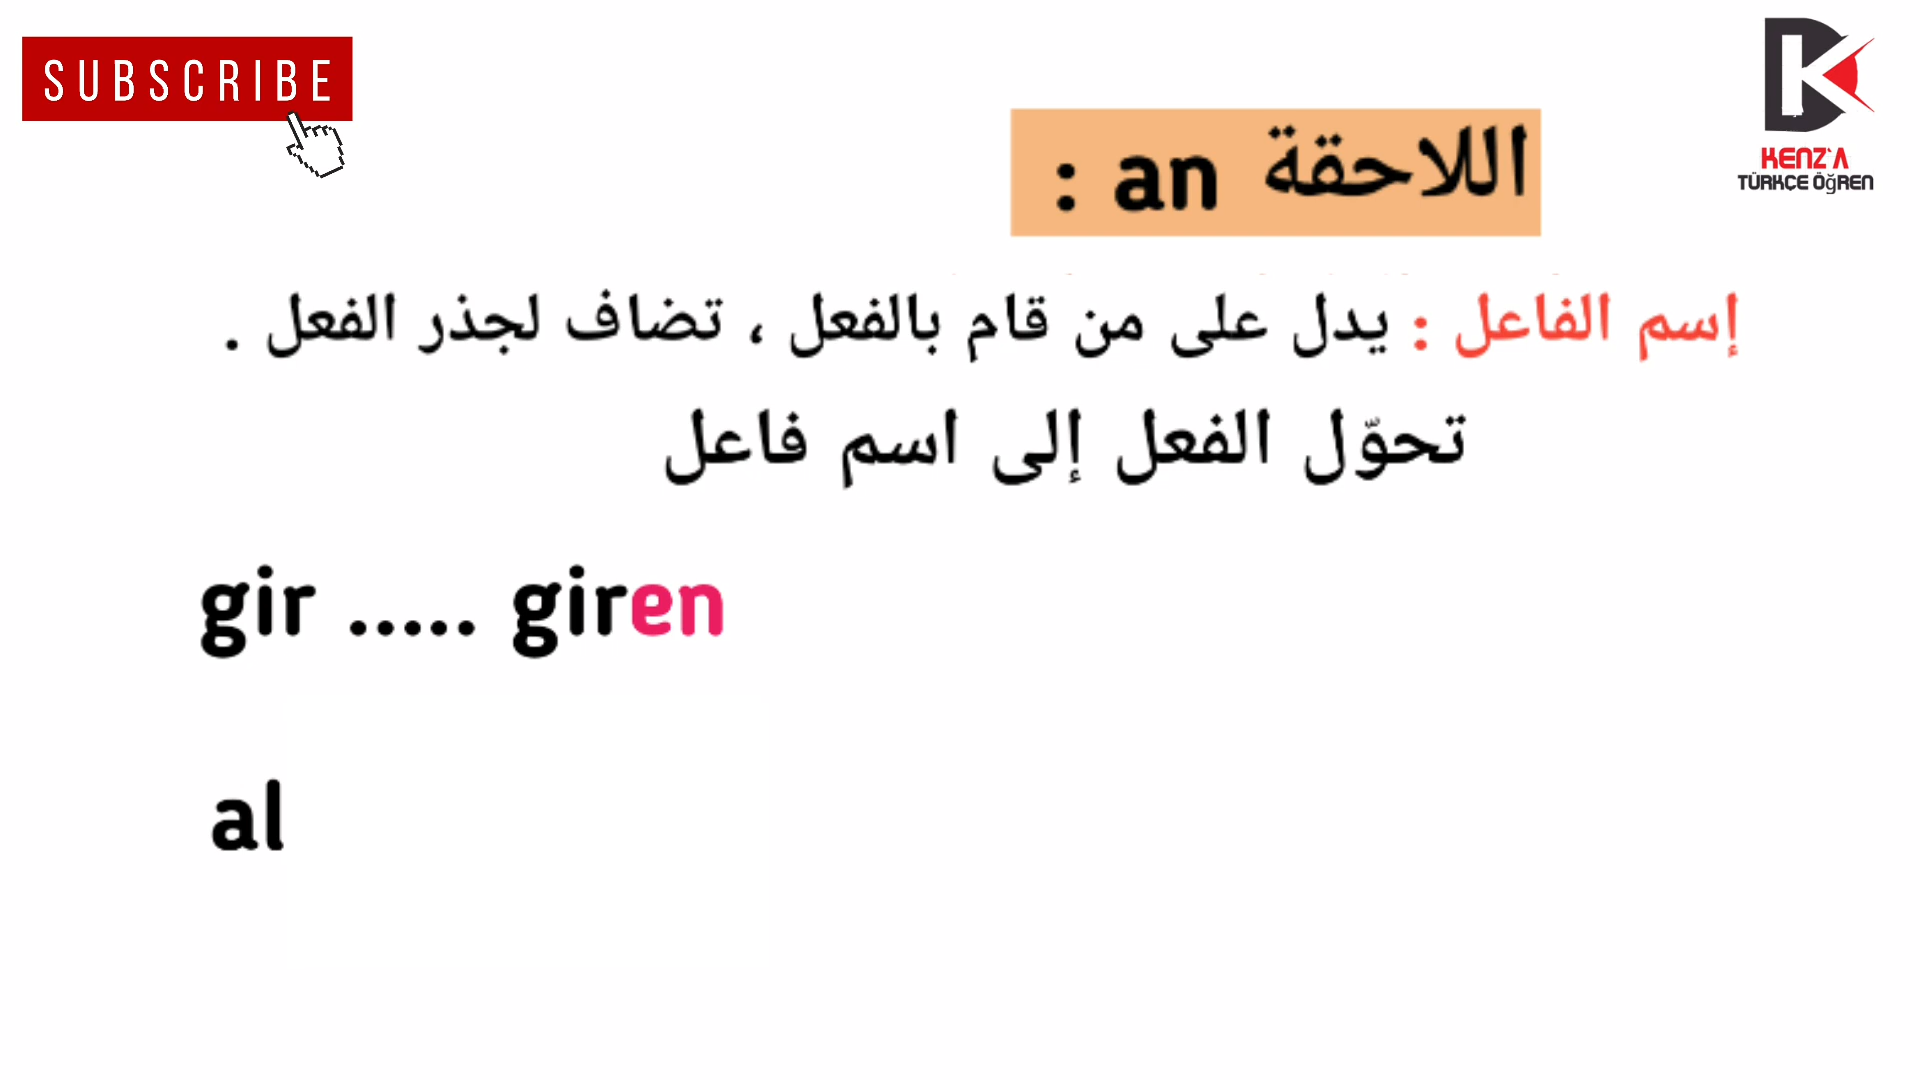 SUBSCRIBE
KENZ'A
TÜRKÇE ÖğREN
اللاحقة an :
إسم الفاعل : يدل على من قام بالفعل ، تضاف لجذر الفعل .
تحوّل الفعل إلى اسم فاعل
gir ..... giren
al